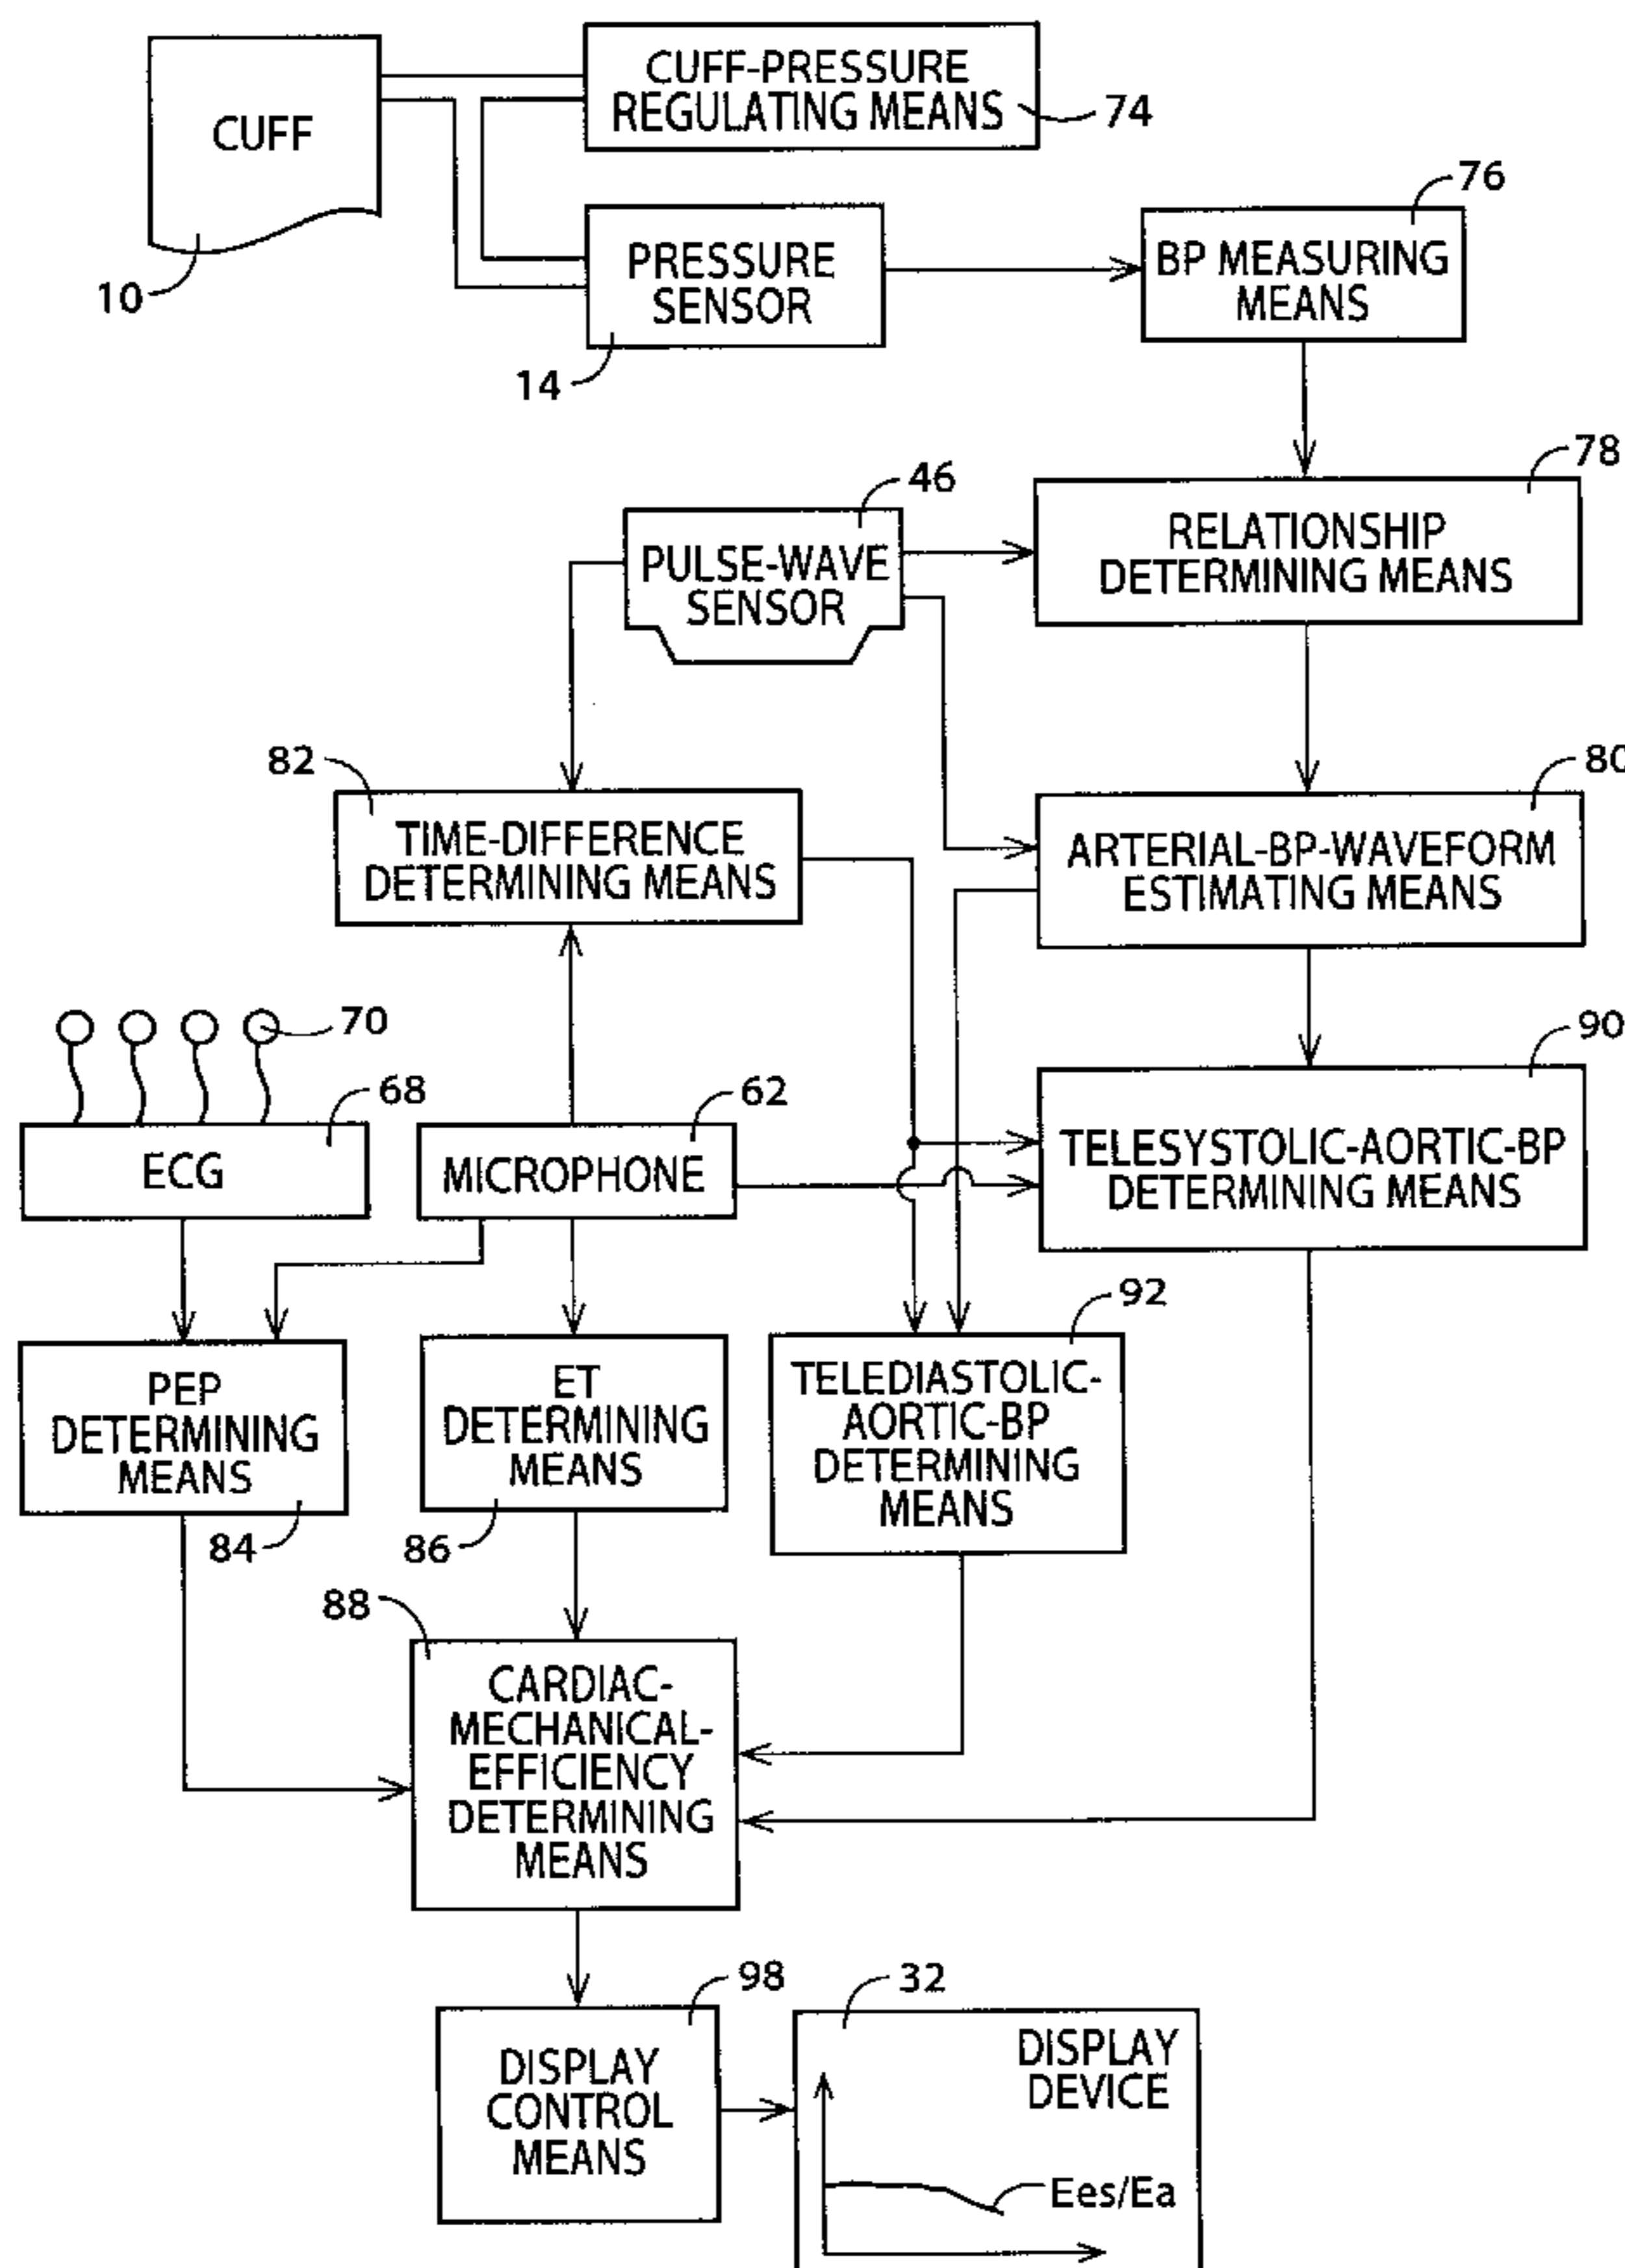 CUFF
CUFF-PRESSURE
REGULATING MEANS
74
10
PRESSURE
SENSOR
14
76
BP MEASURING
MEANS
78
RELATIONSHIP
DETERMINING MEANS
46
PULSE-WAVE
SENSOR
82
TIME-DIFFERENCE
DETERMINING MEANS
80
ARTERIAL-BP-WAVEFORM
ESTIMATING MEANS
70
68
ECG
62
MICROPHONE
90
TELESYSTOLIC-AORTIC-BP
DETERMINING MEANS
PEP
DETERMINING
MEANS
84
ET
DETERMINING
MEANS
86
92
TELEDIASTOLIC-
AORTIC-BP
DETERMINING
MEANS
88
CARDIAC-
MECHANICAL-
EFFICIENCY
DETERMINING
MEANS
98
DISPLAY
CONTROL
MEANS
32
DISPLAY
DEVICE
Ees/Ea